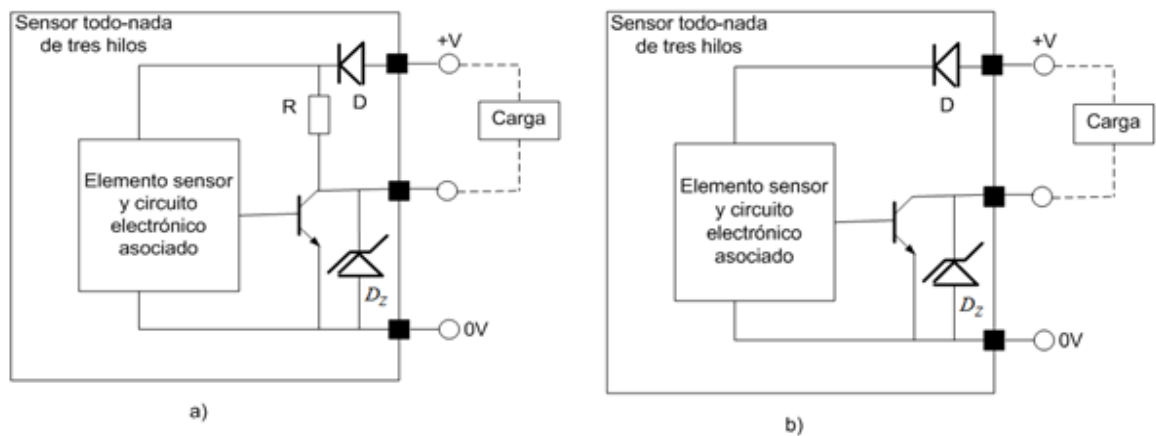 Sensor todo-nada
de tres hilos
+V
D
R
Carga
Elemento sensor
y circuito
electrónico
asociado
D_Z
0V
a)
Sensor todo-nada
de tres hilos
+V
D
Carga
Elemento sensor
y circuito
electrónico
asociado
D_Z
0V
b)